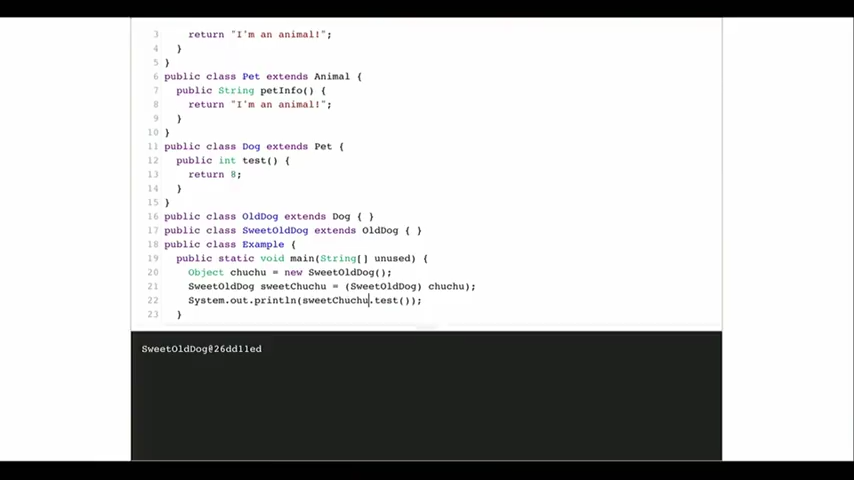 3 return "I'm an animal!";
4 }
5 }
6 public class Pet extends Animal {
7 public String petInfo() {
8 return "I'm an animal!";
9 }
10 }
11 public class Dog extends Pet {
12 public int test() {
13 return 8;
14 }
15 }
16 public class OldDog extends Dog { }
17 public class SweetOldDog extends OldDog { }
18 public class Example {
19 public static void main(String[] unused) {
20 Object chuchu = new SweetOldDog();
21 SweetOldDog sweetChuchu = (SweetOldDog) chuchu);
22 System.out.println(sweetChuchu.test());
23 }
SweetOldDog@26dd11ed